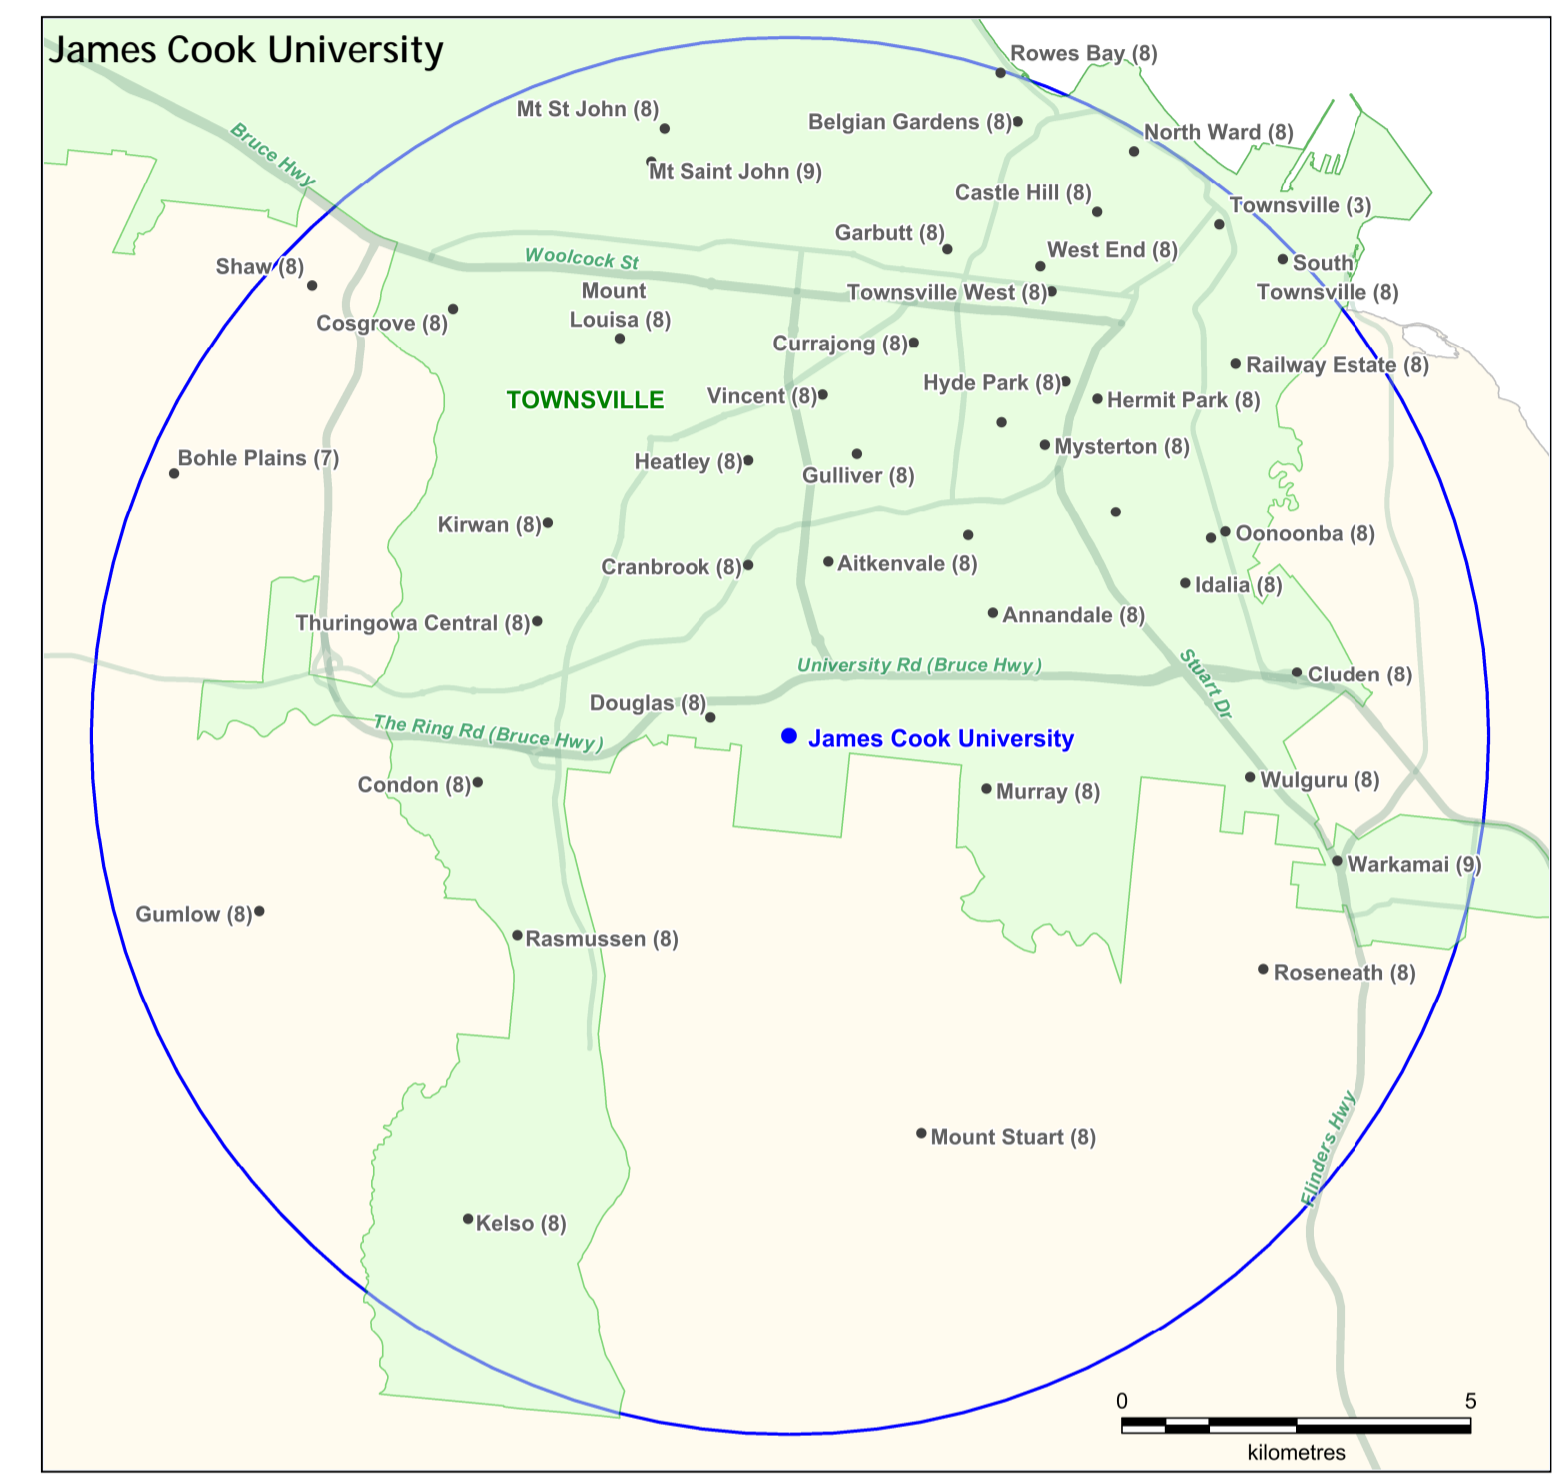 James Cook University
Rowes Bay (8)
Mt St John (8)
Belgian Gardens (8)
North Ward (8)
Bruce Hwy
Mt Saint John (9)
Castle Hill (8)
Townsville (3)
Garbutt (8)
West End (8)
Woolcock St
South
Townsville (8)
Shaw (8)
Mount
Louisa (8)
Townsville West (8)
Cosgrove (8)
Currajong (8)
Railway Estate (8)
Hyde Park (8)
TOWNSVILLE
Vincent (8)
Hermit Park (8)
Mysterton (8)
Bohle Plains (7)
Heatley (8)
Gulliver (8)
Kirwan (8)
Oonoonba (8)
Cranbrook (8)
Aitkenvale (8)
Idalia (8)
Thuringowa Central (8)
Annandale (8)
University Rd (Bruce Hwy)
Stuart Dr
Cluden (8)
Douglas (8)
The Ring Rd (Bruce Hwy)
James Cook University
Condon (8)
Murray (8)
Wulguru (8)
Warkamai (9)
Gumlow (8)
Rasmussen (8)
Roseneath (8)
Mount Stuart (8)
Flinders Hwy
Kelso (8)
0 5
kilometres